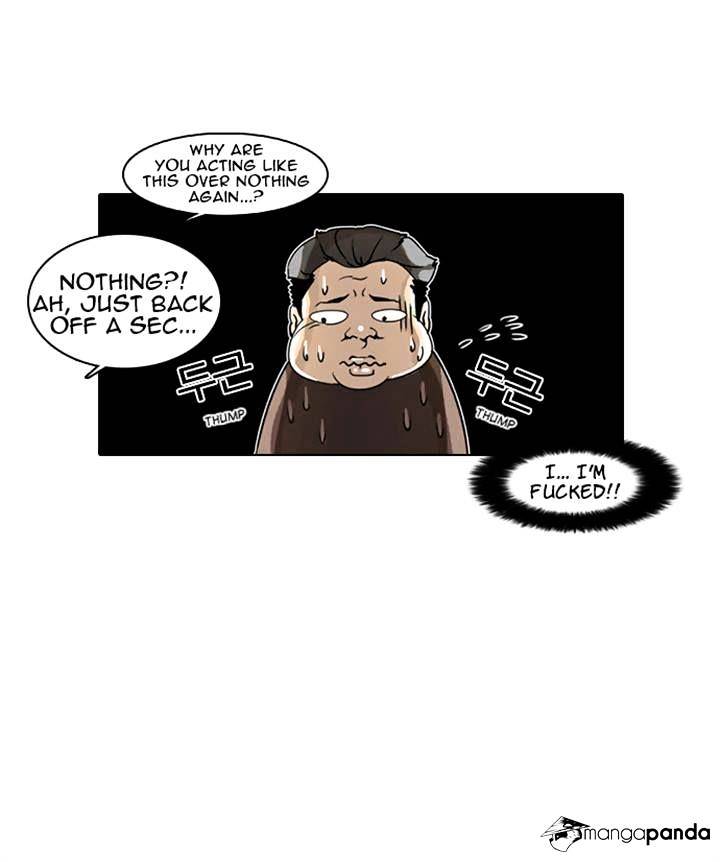 WHY ARE
YOU ACTING LIKE
THIS OVER NOTHING
AGAIN...?
NOTHING?!
AH, JUST BACK
OFF A SEC...
두근
THUMP
두근
THUMP
I... I'M
FUCKED!!
mangapanda